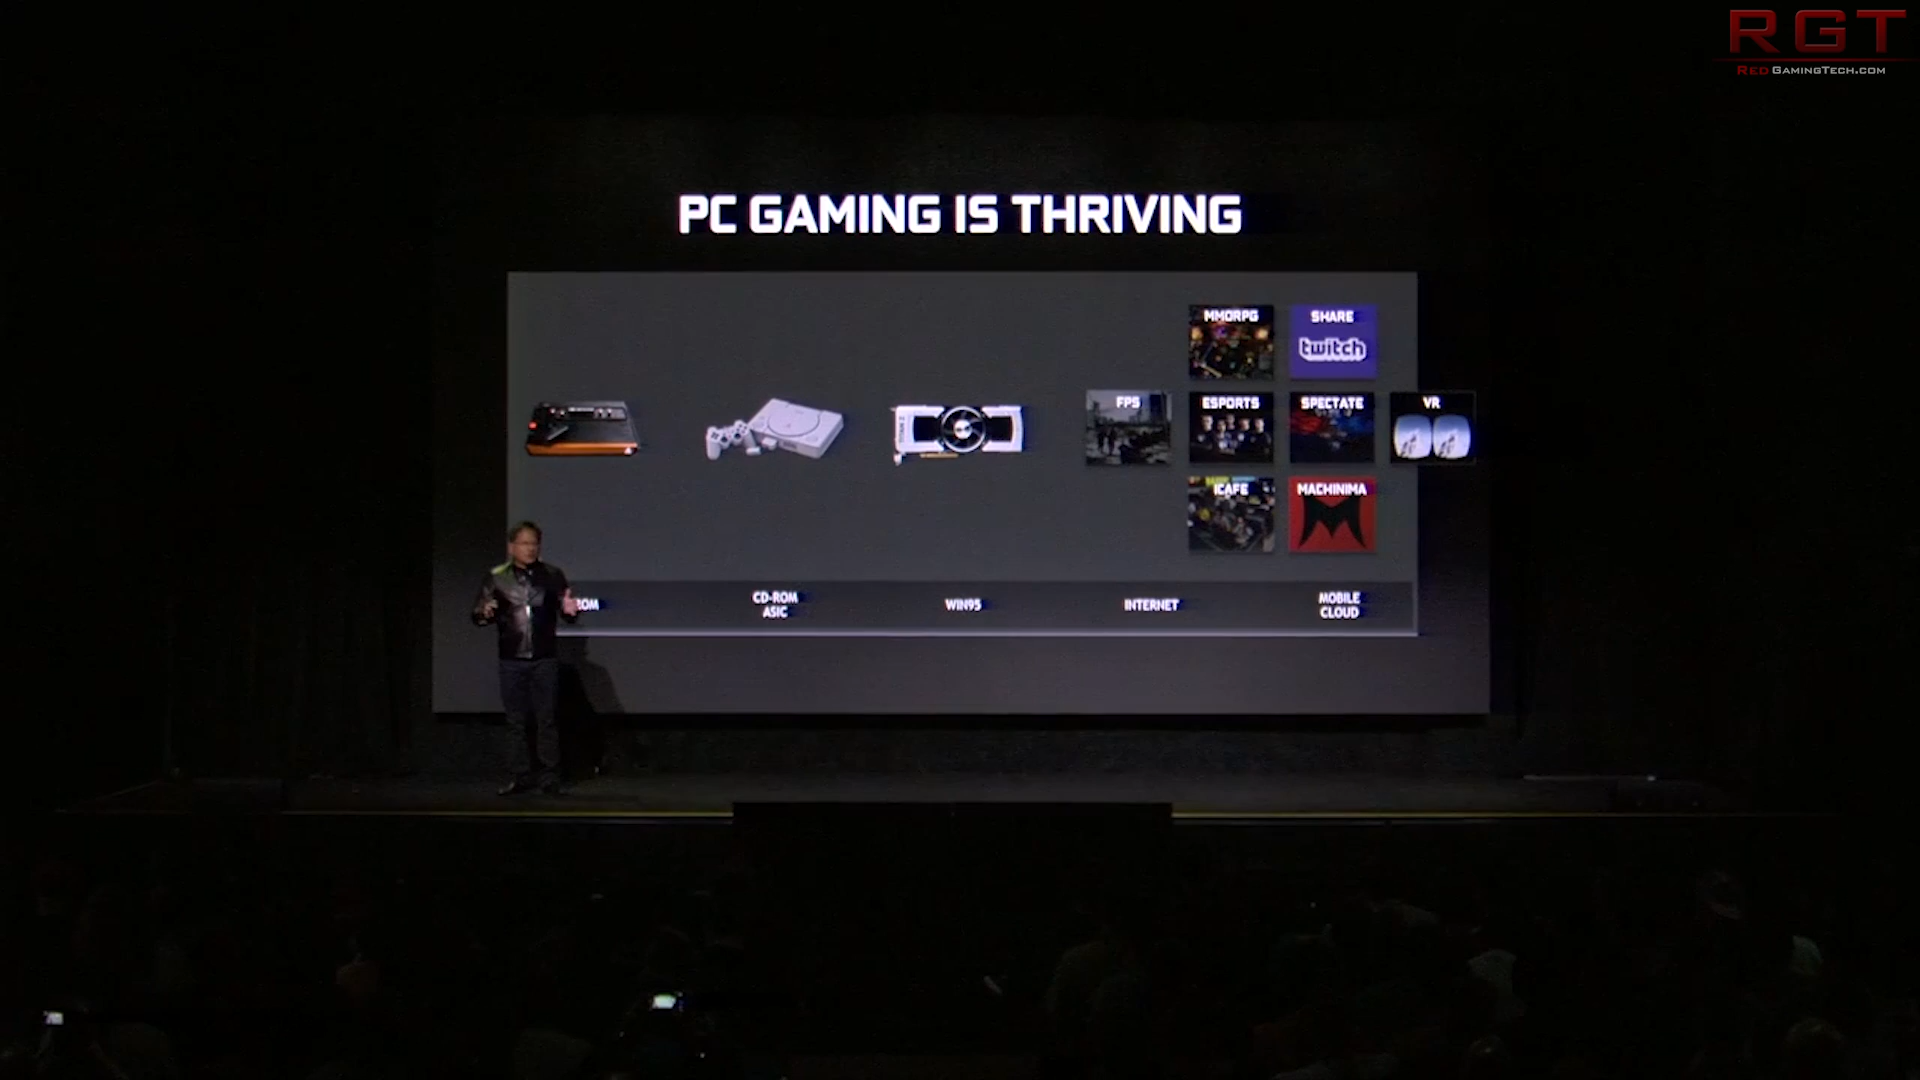 RGT
RedGamingTech.com
PC GAMING IS THRIVING
MMORPG
SHARE
twitch
FPS
ESPORTS
SPECTATE
VR
ICAFE
MACHINIMA
ROM
CD-ROM
ASIC
WIN95
INTERNET
MOBILE
CLOUD